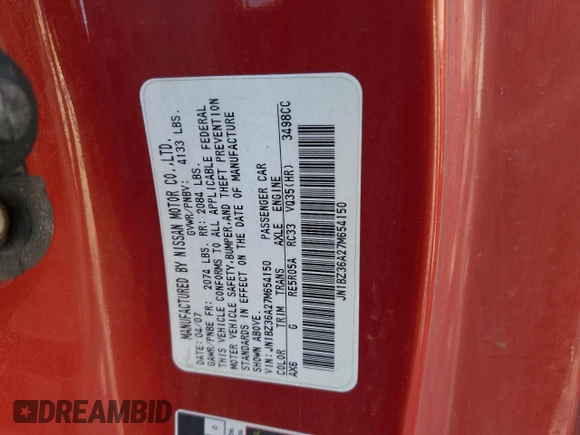 MANUFACTURED BY NISSAN MOTOR CO.,LTD.
DATE: 04/07 GVWR/PNBV: 4133 LBS.
GAWR/PNBE FR: 2074 LBS. RR: 2084 LBS.
THIS VEHICLE CONFORMS TO ALL APPLICABLE FEDERAL
MOTOR VEHICLE SAFETY, BUMPER, AND THEFT PREVENTION
STANDARDS IN EFFECT ON THE DATE OF MANUFACTURE
SHOWN ABOVE.
VIN: JN1BZ36A27M654150 PASSENGER CAR
COLOR TRIM TRANS AXLE ENGINE
AX6 G RE5R05A RC33 VQ35(HR) 3498CC
JN1BZ36A27M654150
DREAMBID